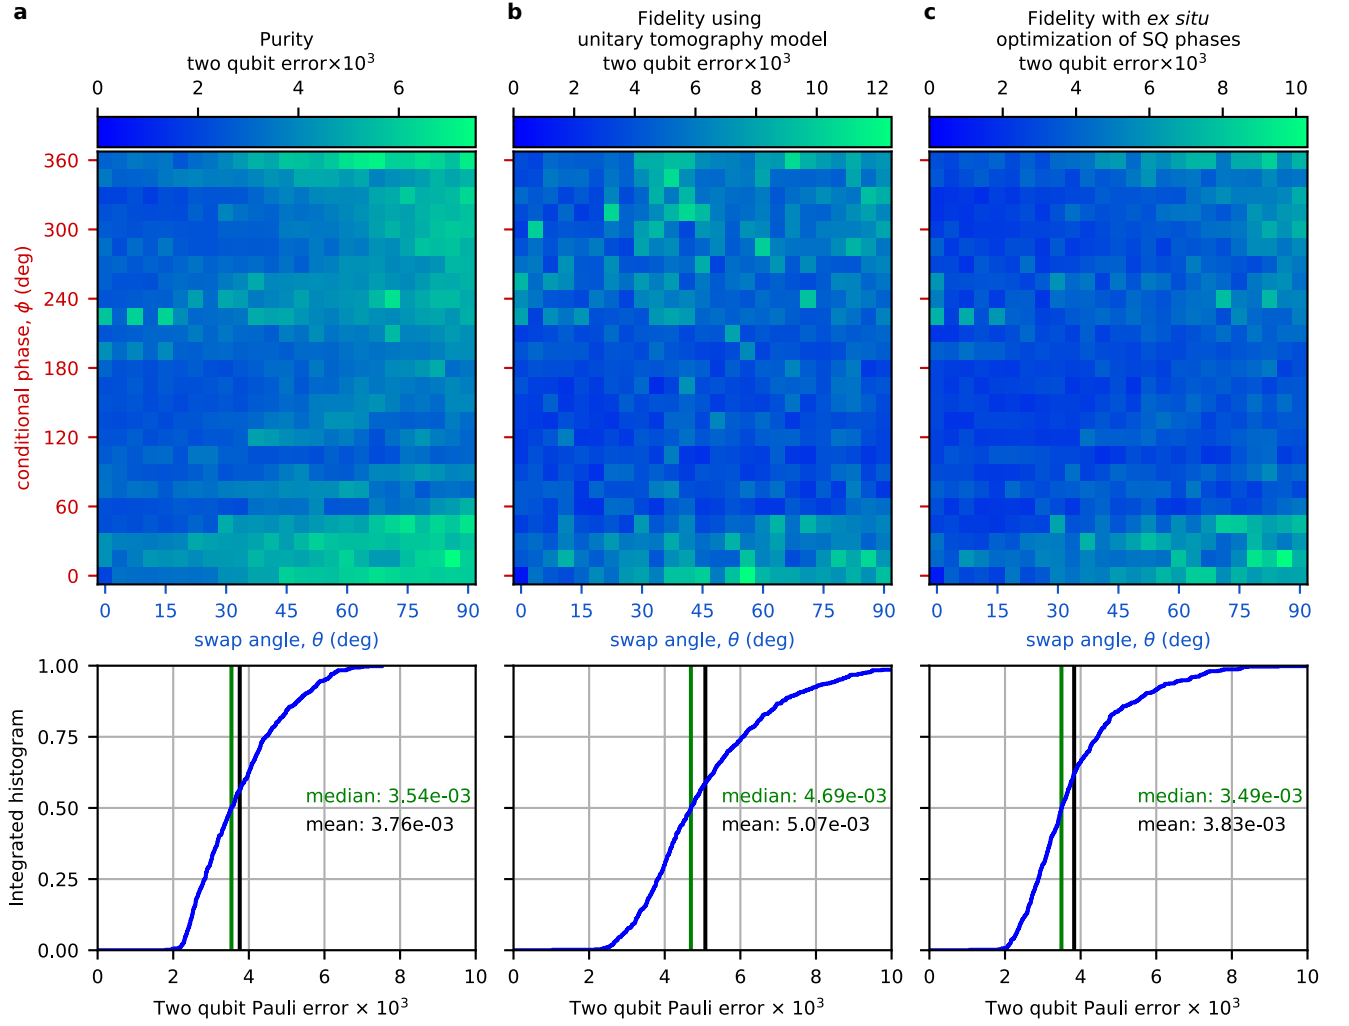 a
Purity
two qubit error×10³
0 2 4 6
b
Fidelity using
unitary tomography model
two qubit error×10³
0 2 4 6 8 10 12
c
Fidelity with ex situ
optimization of SQ phases
two qubit error×10³
0 2 4 6 8 10
conditional phase, ϕ (deg)
360
300
240
180
120
60
0
0 15 30 45 60 75 90
swap angle, θ (deg)
0 15 30 45 60 75 90
swap angle, θ (deg)
0 15 30 45 60 75 90
swap angle, θ (deg)
Integrated histogram
1.00
0.75
0.50
0.25
0.00
median: 3.54e-03
mean: 3.76e-03
0 2 4 6 8 10
Two qubit Pauli error × 10³
median: 4.69e-03
mean: 5.07e-03
0 2 4 6 8 10
Two qubit Pauli error × 10³
median: 3.49e-03
mean: 3.83e-03
0 2 4 6 8 10
Two qubit Pauli error × 10³